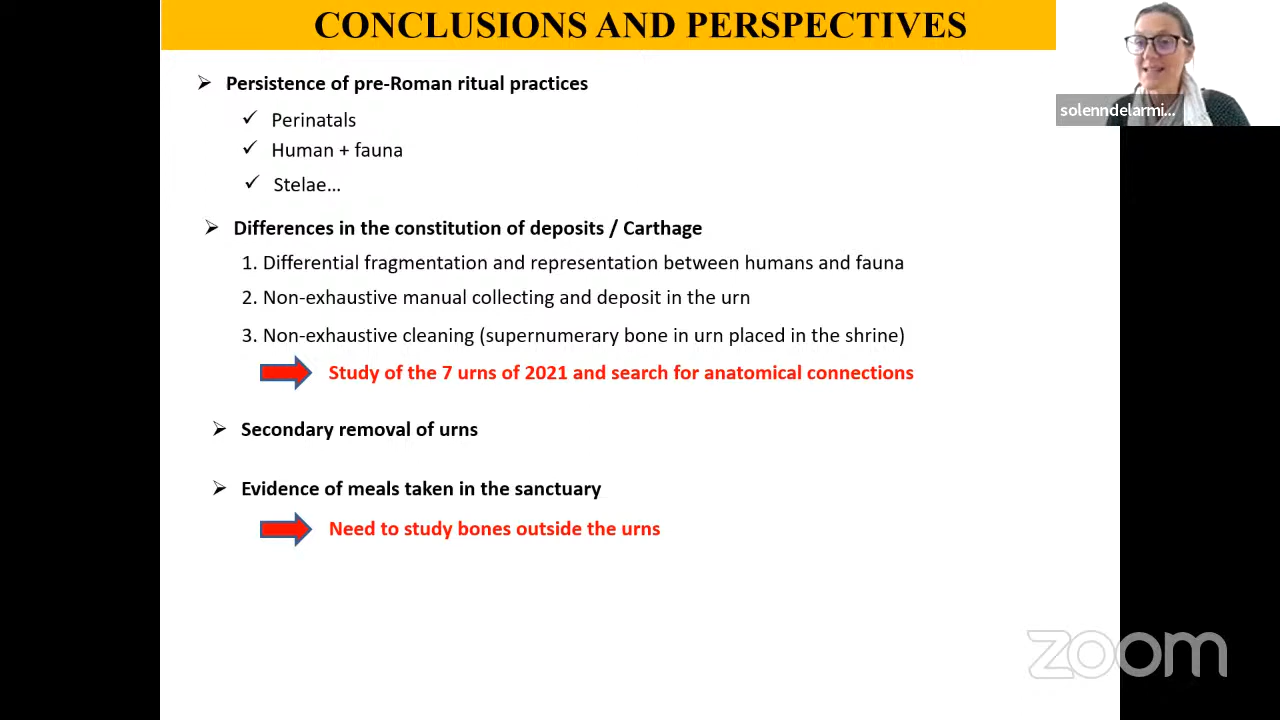 CONCLUSIONS AND PERSPECTIVES
solenndelarmi...
➢ Persistence of pre-Roman ritual practices
✓ Perinatals
✓ Human + fauna
✓ Stelae...
➢ Differences in the constitution of deposits / Carthage
1. Differential fragmentation and representation between humans and fauna
2. Non-exhaustive manual collecting and deposit in the urn
3. Non-exhaustive cleaning (supernumerary bone in urn placed in the shrine)
Study of the 7 urns of 2021 and search for anatomical connections
➢ Secondary removal of urns
➢ Evidence of meals taken in the sanctuary
Need to study bones outside the urns
zoom